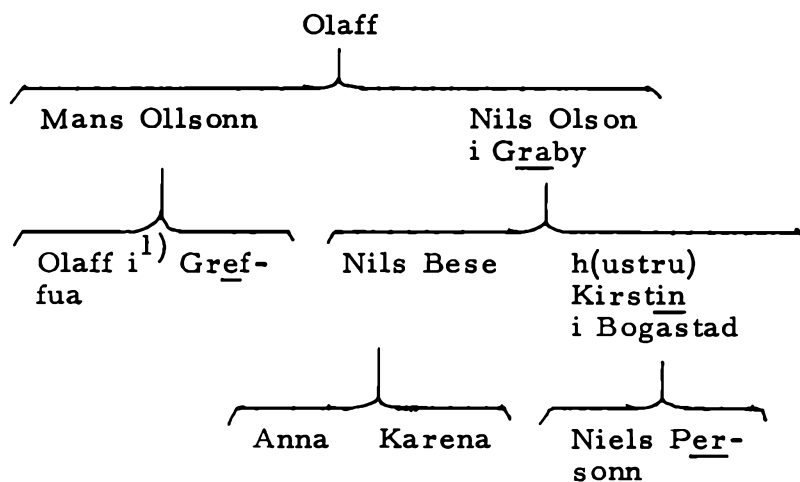 Olaff
Mans Ollsonn
Nils Olson
i Graby
Olaff i1) Gref-
fua
Nils Bese
h(ustru)
Kirstin
i Bogastad
Anna
Karena
Niels Per-
sonn